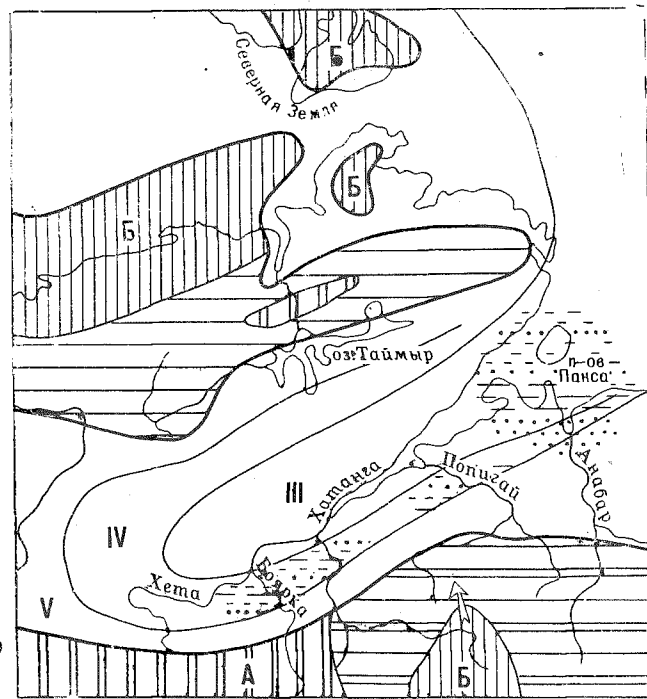 Б
Северная Земля
Б
Б
оз. Таймыр
п-ов
Пакса
Анабар
Попигай
Хатанга
III
IV
Боярка
Хета
V
А
Б